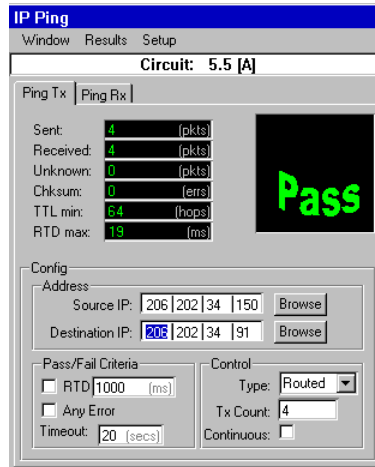 IP Ping
Window Results Setup
Circuit: 5.5 [A]
Ping Tx Ping Rx
Sent: 4 (pkts)
Received: 4 (pkts)
Unknown: 0 (pkts)
Chksum: 0 (errs)
TTL min: 64 (hops)
RTD max: 19 (ms)
Pass
Config
Address
Source IP: 206 202 34 150 Browse
Destination IP: 206 202 34 91 Browse
Pass/Fail Criteria Control
RTD 1000 (ms) Type: Routed
Any Error Tx Count: 4
Timeout: 20 (secs) Continuous: